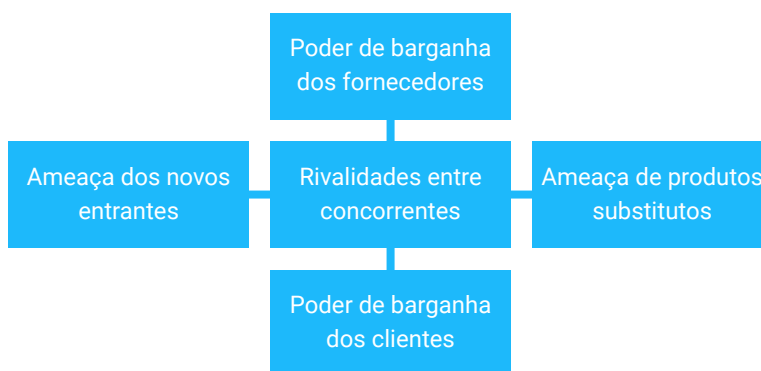 Poder de barganha
dos fornecedores
Ameaça dos novos
entrantes
Rivalidades entre
concorrentes
Ameaça de produtos
substitutos
Poder de barganha
dos clientes